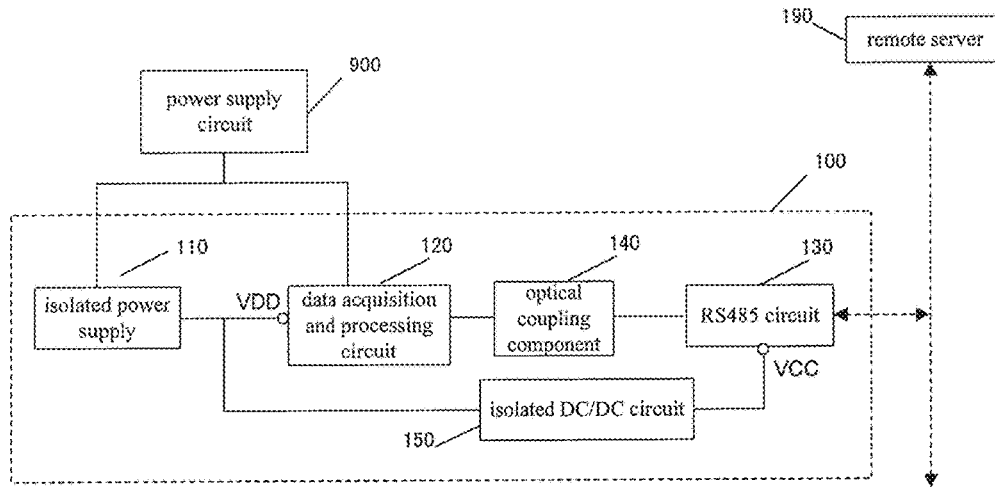 190
remote server
900
power supply
circuit
100
110
120
140
130
isolated power
supply
VDD
data acquisition
and processing
circuit
optical
coupling
component
RS485 circuit
VCC
isolated DC/DC circuit
150